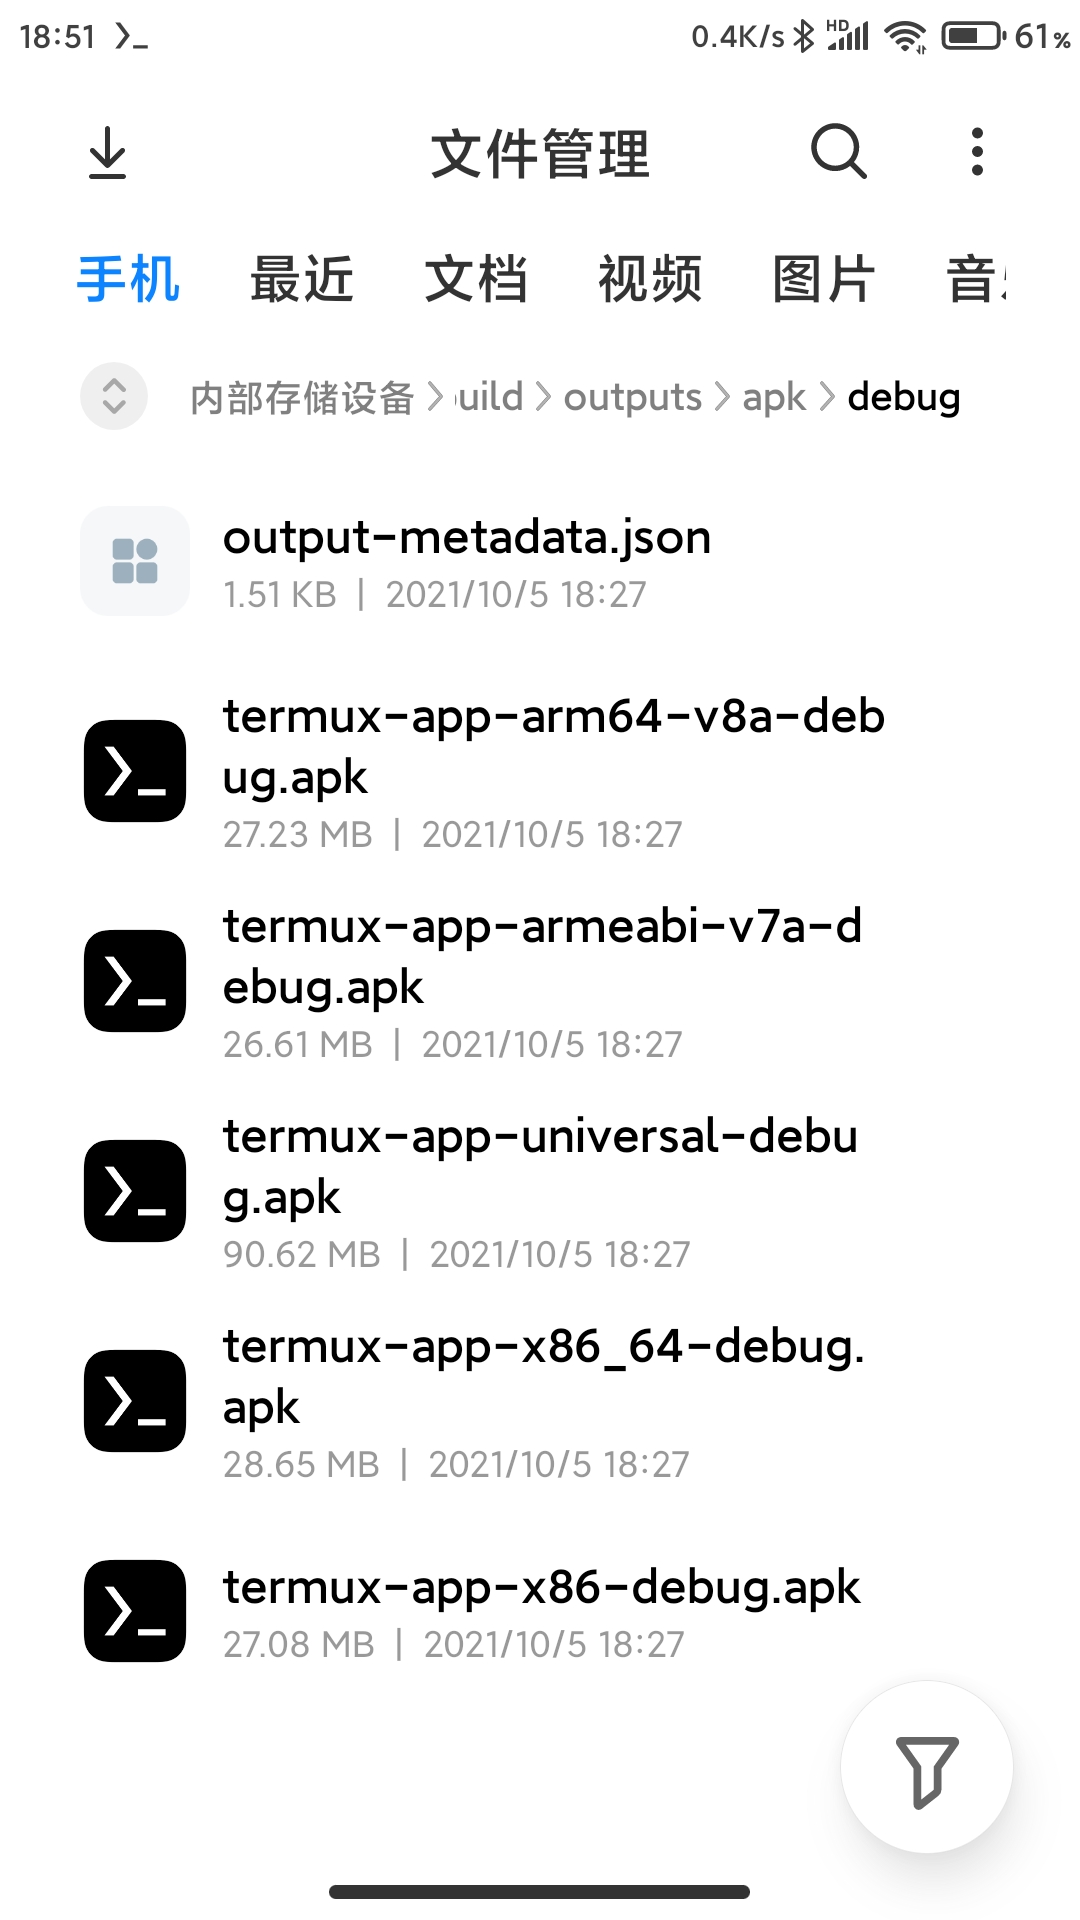 18:51 0.4K/s HD 61%
文件管理
手机 最近 文档 视频 图片 音
内部存储设备 uild outputs apk debug
output-metadata.json
1.51 KB | 2021/10/5 18:27
termux-app-arm64-v8a-deb
ug.apk
27.23 MB | 2021/10/5 18:27
termux-app-armeabi-v7a-d
ebug.apk
26.61 MB | 2021/10/5 18:27
termux-app-universal-debu
g.apk
90.62 MB | 2021/10/5 18:27
termux-app-x86_64-debug.
apk
28.65 MB | 2021/10/5 18:27
termux-app-x86-debug.apk
27.08 MB | 2021/10/5 18:27